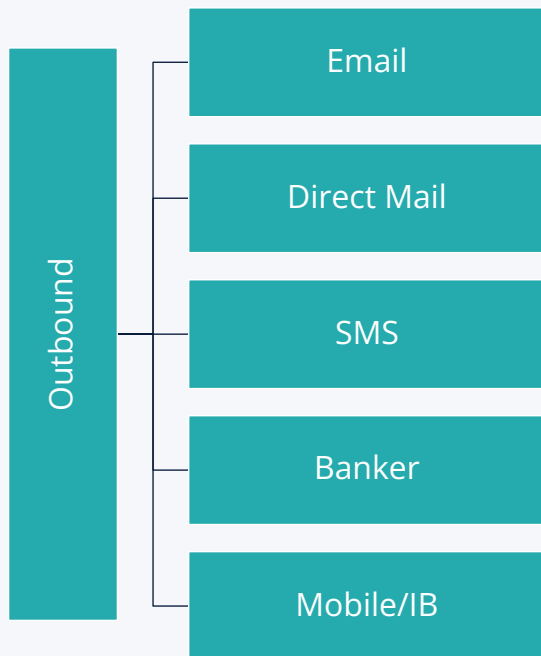 Outbound
Email
Direct Mail
SMS
Banker
Mobile/IB